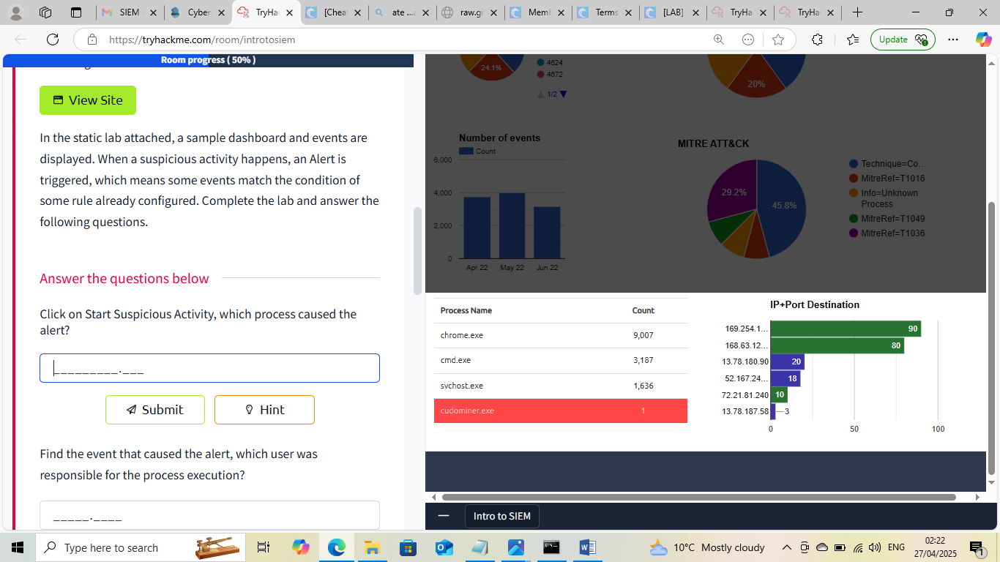 SIEM
Cyber
TryHac
[Chea
ate ...a
raw.gi
Memb
Terms
[LAB]
TryHa
TryHa
https://tryhackme.com/room/introtosiem
Update
Room progress ( 50% )
View Site
In the static lab attached, a sample dashboard and events are
displayed. When a suspicious activity happens, an Alert is
triggered, which means some events match the condition of
some rule already configured. Complete the lab and answer the
following questions.
Answer the questions below
Click on Start Suspicious Activity, which process caused the
alert?
_________.___
Submit
Hint
Find the event that caused the alert, which user was
responsible for the process execution?
_____.____
24.1%
4624
4672
1/2
20%
Number of events
Count
6,000
4,000
2,000
0
Apr 22 May 22 Jun 22
MITRE ATT&CK
29.2%
45.8%
Technique=Co...
MitreRef=T1016
Info=Unknown
Process
MitreRef=T1049
MitreRef=T1036
Process Name Count
chrome.exe 9,007
cmd.exe 3,187
svchost.exe 1,636
cudominer.exe 1
IP+Port Destination
169.254.1... 90
168.63.12... 80
13.78.180.90 20
52.167.24... 18
72.21.81.240 10
13.78.187.58 3
0 50 100
Intro to SIEM
Type here to search
10°C Mostly cloudy
ENG
02:22
27/04/2025
1